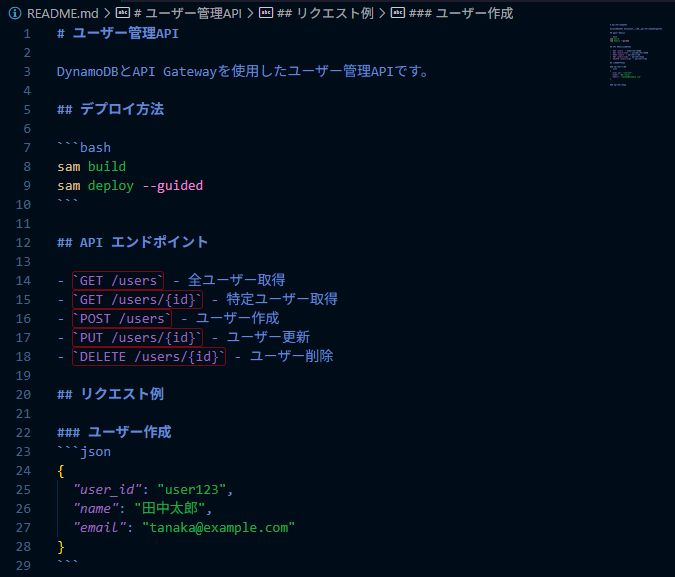 README.md > # ユーザー管理API > ## リクエスト例 > ### ユーザー作成
1 # ユーザー管理API
2
3 DynamoDBとAPI Gatewayを使用したユーザー管理APIです。
4
5 ## デプロイ方法
6
7 ```bash
8 sam build
9 sam deploy --guided
10 ```
11
12 ## API エンドポイント
13
14 - `GET /users` - 全ユーザー取得
15 - `GET /users/{id}` - 特定ユーザー取得
16 - `POST /users` - ユーザー作成
17 - `PUT /users/{id}` - ユーザー更新
18 - `DELETE /users/{id}` - ユーザー削除
19
20 ## リクエスト例
21
22 ### ユーザー作成
23 ```json
24 {
25   "user_id": "user123",
26   "name": "田中太郎",
27   "email": "tanaka@example.com"
28 }
29 ```